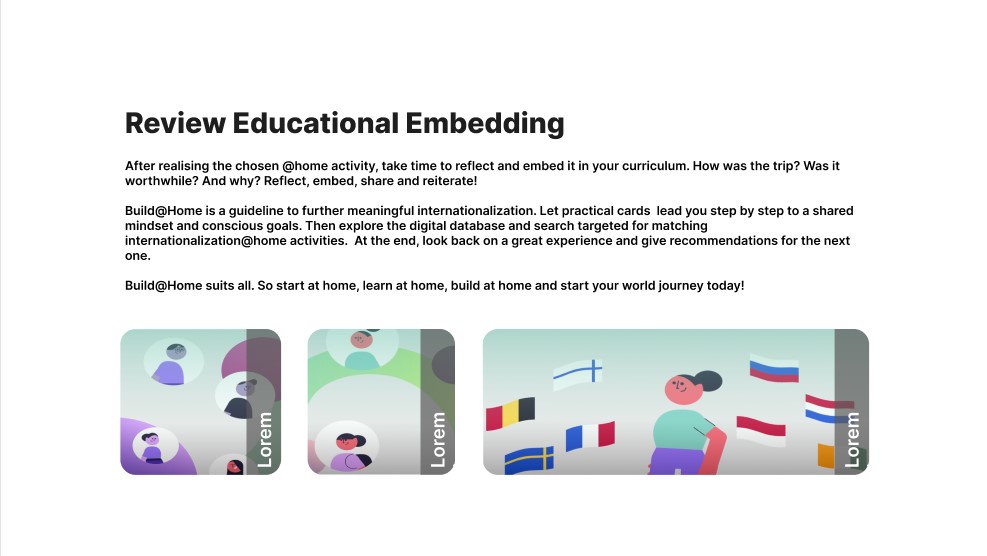 Review Educational Embedding
After realising the chosen @home activity, take time to reflect and embed it in your curriculum. How was the trip? Was it
worthwhile? And why? Reflect, embed, share and reiterate!
Build@Home is a guideline to further meaningful internationalization. Let practical cards  lead you step by step to a shared
mindset and conscious goals. Then explore the digital database and search targeted for matching
internationalization@home activities.  At the end, look back on a great experience and give recommendations for the next
one.
Build@Home suits all. So start at home, learn at home, build at home and start your world journey today!
Lorem
Lorem
Lorem